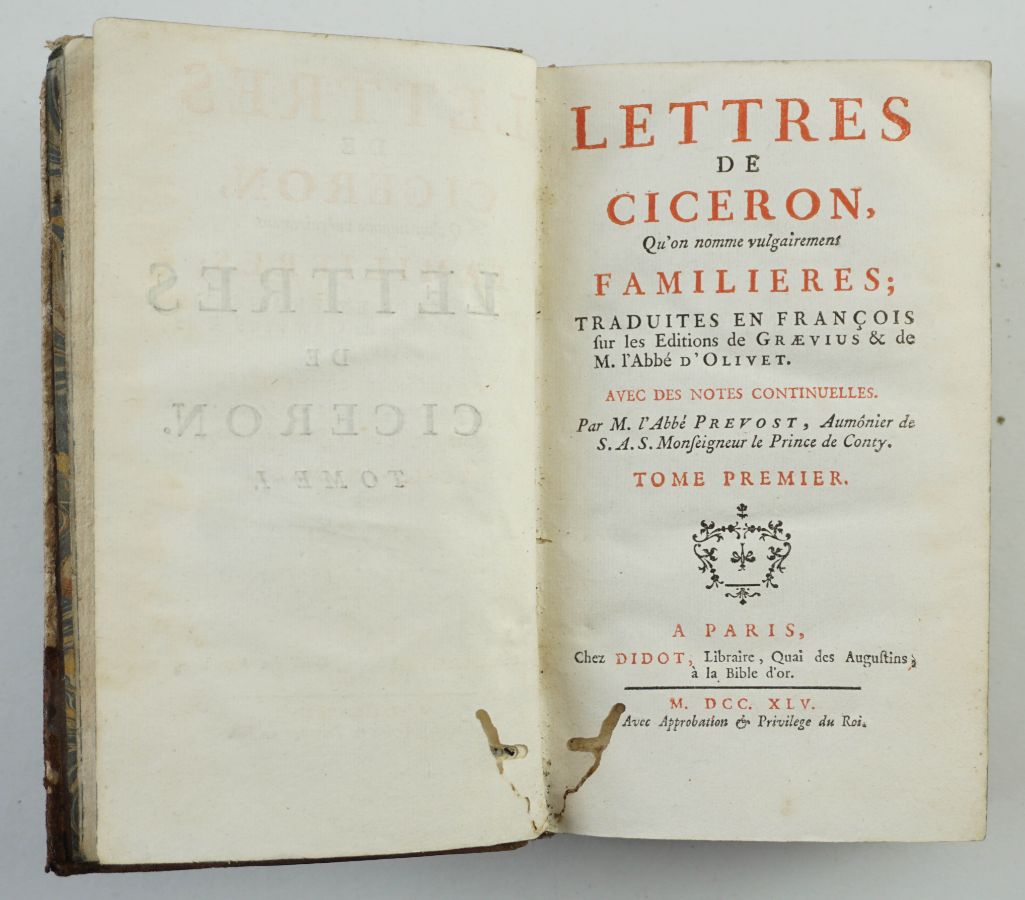 LETTRES
DE
CICERON,
Qu'on nomme vulgairement
FAMILIERES;
TRADUITES EN FRANÇOIS
ſur les Editions de GRÆVIUS & de
M. l'Abbé D'OLIVET.
AVEC DES NOTES CONTINUELLES.
Par M. l'Abbé PREVOST, Aumônier de
S. A. S. Monſeigneur le Prince de Conty.
TOME PREMIER.
A PARIS,
Chez DIDOT, Libraire, Quai des Auguſtins,
à la Bible d'or.
M. DCC. XLV.
Avec Approbation & Privilege du Roi.